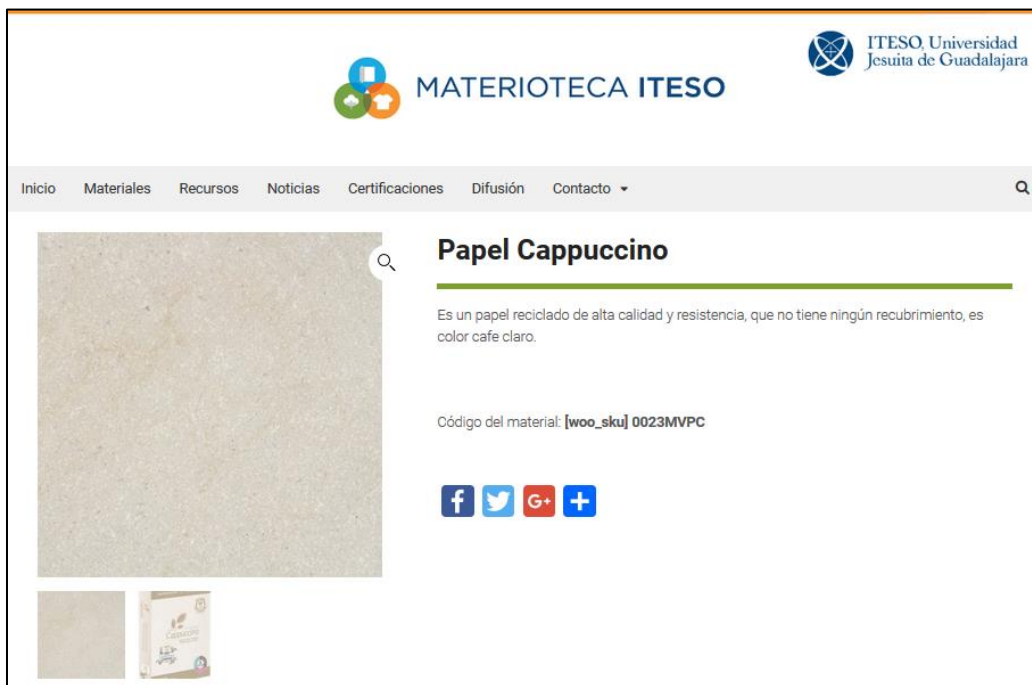 ITESO, Universidad
Jesuita de Guadalajara
MATERIOTECA ITESO
Inicio Materiales Recursos Noticias Certificaciones Difusión Contacto
Papel Cappuccino
Es un papel reciclado de alta calidad y resistencia, que no tiene ningún recubrimiento, es
color cafe claro.
Código del material: [woo_sku] 0023MVPC
G+
Cappuccino